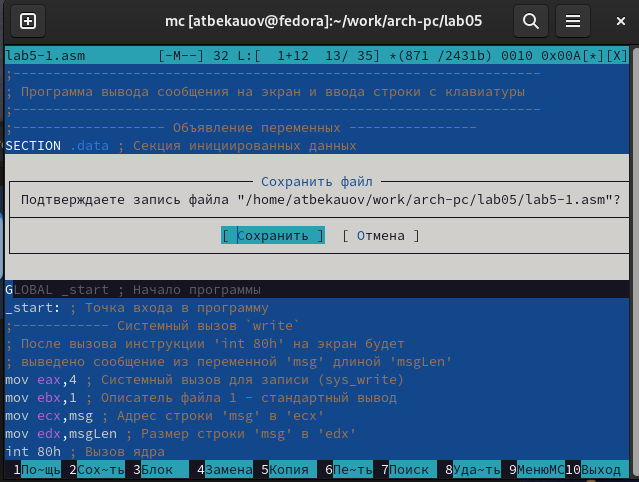 mc [atbekauov@fedora]:~/work/arch-pc/lab05
lab5-1.asm [-M--] 32 L:[ 1+12 13/ 35] *(871 /2431b) 0010 0x00A[*][X]
;------------------------------------------------------------------
; Программа вывода сообщения на экран и ввода строки с клавиатуры
;------------------------------------------------------------------
;------------------- Объявление переменных ----------------
SECTION .data ; Секция инициированных данных
Сохранить файл
Подтверждаете запись файла "/home/atbekauov/work/arch-pc/lab05/lab5-1.asm"?
[ Сохранить ] [ Отмена ]
GLOBAL _start ; Начало программы
_start: ; Точка входа в программу
;------------ Системный вызов `write`
; После вызова инструкции 'int 80h' на экран будет
; выведено сообщение из переменной 'msg' длиной 'msgLen'
mov eax,4 ; Системный вызов для записи (sys_write)
mov ebx,1 ; Описатель файла 1 - стандартный вывод
mov ecx,msg ; Адрес строки 'msg' в 'ecx'
mov edx,msgLen ; Размер строки 'msg' в 'edx'
int 80h ; Вызов ядра
1По~щь 2Сох~ть 3Блок 4Замена 5Копия 6Пе~ть 7Поиск 8Уда~ть 9МенюMC 10Выход